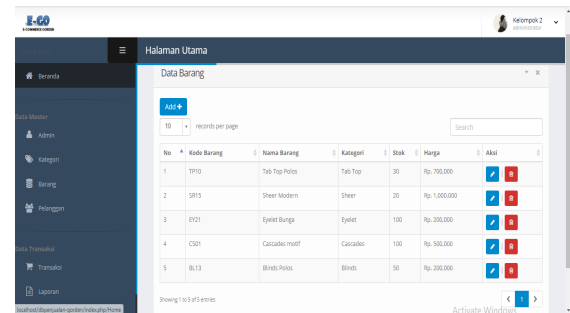 E-GO
E-COMMERCE GORDEN
Kelompok 2
administrator
Halaman Utama
Beranda
Data Master
Admin
Kategori
Barang
Pelanggan
Data Transaksi
Transaksi
Laporan
Data Barang
Add +
10 records per page
Search
No Kode Barang Nama Barang Kategori Stok Harga Aksi
1 TP10 Tab Top Polos Tab Top 30 Rp. 700,000
2 SR15 Sheer Modern Sheer 20 Rp. 1,000,000
3 EY21 Eyelet Bunga Eyelet 100 Rp. 200,000
4 CS01 Cascades motif Cascades 100 Rp. 500,000
5 BL13 Blinds Polos Blinds 50 Rp. 200,000
Showing 1 to 5 of 5 entries
1
Activate Windows
localhost/dbpenjualan-gorden/index.php/Home